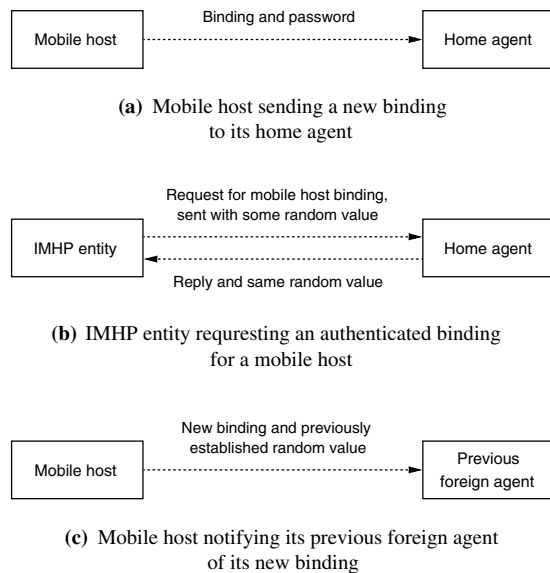 Binding and password
Mobile host
Home agent
(a) Mobile host sending a new binding
to its home agent
Request for mobile host binding,
sent with some random value
IMHP entity
Home agent
Reply and same random value
(b) IMHP entity requresting an authenticated binding
for a mobile host
New binding and previously
established random value
Mobile host
Previous
foreign agent
(c) Mobile host notifying its previous foreign agent
of its new binding